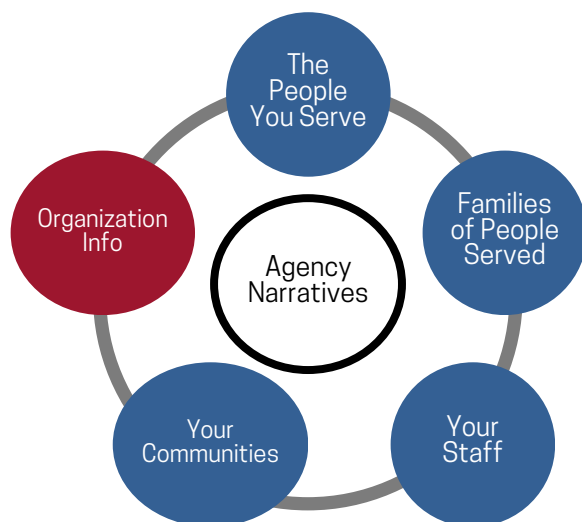 The
People
You Serve
Organization
Info
Families
of People
Served
Agency
Narratives
Your
Communities
Your
Staff